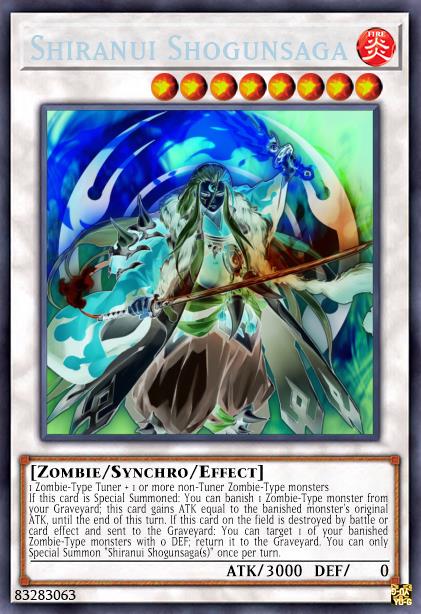 Shiranui Shogunsaga
FIRE
炎
[Zombie/Synchro/Effect]
1 Zombie-Type Tuner + 1 or more non-Tuner Zombie-Type monsters
If this card is Special Summoned: You can banish 1 Zombie-Type monster from
your Graveyard; this card gains ATK equal to the banished monster's original
ATK, until the end of this turn. If this card on the field is destroyed by battle or
card effect and sent to the Graveyard: You can target 1 of your banished
Zombie-Type monsters with 0 DEF; return it to the Graveyard. You can only
Special Summon "Shiranui Shogunsaga(s)" once per turn.
ATK/3000 DEF/ 0
83283063